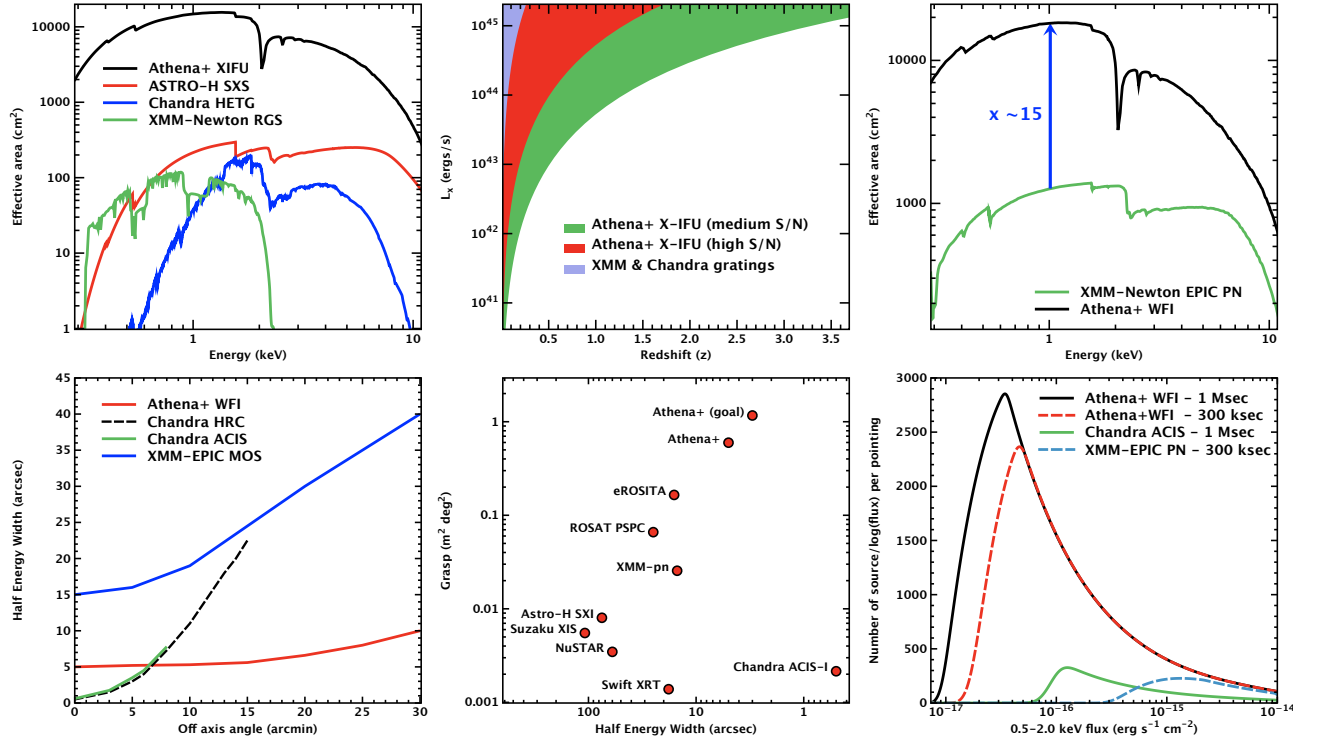 10000
1000
100
10
1
Effective area (cm²)
Athena+ XIFU
ASTRO-H SXS
Chandra HETG
XMM-Newton RGS
1
10
Energy (keV)
10⁴⁵
10⁴⁴
10⁴³
10⁴²
10⁴¹
Lₓ (ergs/s)
Athena+ X-IFU (medium S/N)
Athena+ X-IFU (high S/N)
XMM & Chandra gratings
0.5 1.0 1.5 2.0 2.5 3.0 3.5
Redshift (z)
10000
1000
Effective area (cm²)
x ~15
XMM-Newton EPIC PN
Athena+ WFI
1
10
Energy (keV)
45
40
35
30
25
20
15
10
5
0
Half Energy Width (arcsec)
Athena+ WFI
Chandra HRC
Chandra ACIS
XMM-EPIC MOS
0 5 10 15 20 25 30
Off axis angle (arcmin)
1
0.1
0.01
0.001
Grasp (m² deg²)
Athena+ (goal)
Athena+
eROSITA
ROSAT PSPC
XMM-pn
Astro-H SXI
Suzaku XIS
NuSTAR
Chandra ACIS-I
Swift XRT
100 10 1
Half Energy Width (arcsec)
3000
2500
2000
1500
1000
500
0
Number of source/log(flux) per pointing
Athena+ WFI - 1 Msec
Athena+WFI - 300 ksec
Chandra ACIS - 1 Msec
XMM-EPIC PN - 300 ksec
10⁻¹⁷ 10⁻¹⁶ 10⁻¹⁵ 10⁻¹⁴
0.5-2.0 keV flux (erg s⁻¹ cm⁻²)